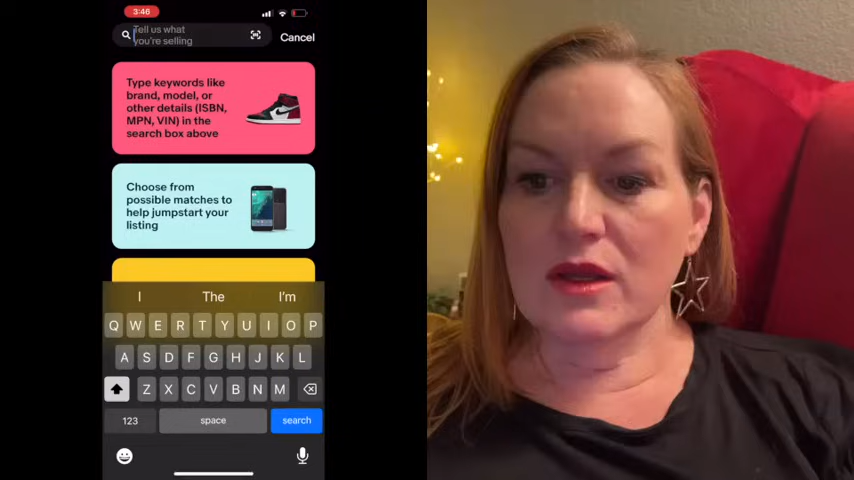 3:46
Tell us what
you're selling
Cancel
Type keywords like
brand, model, or
other details (ISBN,
MPN, VIN) in the
search box above
Choose from
possible matches to
help jumpstart your
listing
I The I'm
Q W E R T Y U I O P
A S D F G H J K L
Z X C V B N M
123 space search